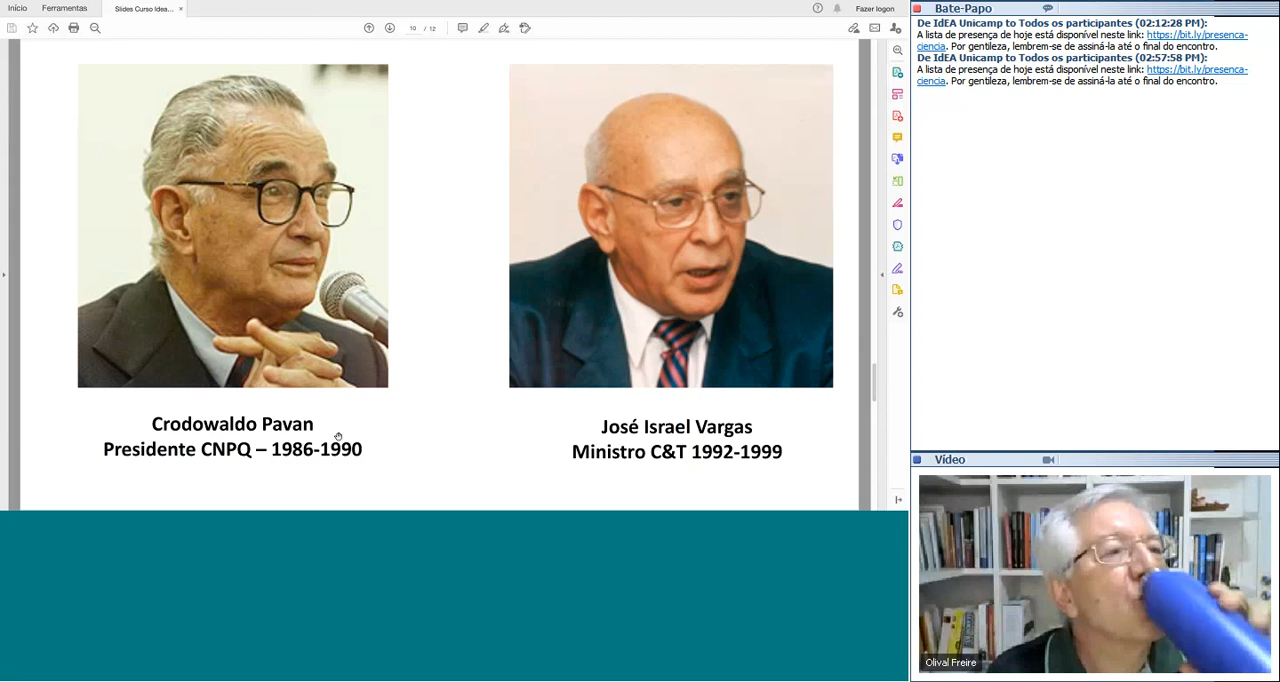 Início
Ferramentas
Slides Curso Idea...
×
Fazer logon
10 / 12
Crodowaldo Pavan
Presidente CNPQ – 1986-1990
José Israel Vargas
Ministro C&T 1992-1999
Bate-Papo
De IdEA Unicamp to Todos os participantes (02:12:28 PM):
A lista de presença de hoje está disponível neste link: https://bit.ly/presenca-
ciencia. Por gentileza, lembrem-se de assiná-la até o final do encontro.
De IdEA Unicamp to Todos os participantes (02:57:58 PM):
A lista de presença de hoje está disponível neste link: https://bit.ly/presenca-
ciencia. Por gentileza, lembrem-se de assiná-la até o final do encontro.
Vídeo
Olival Freire